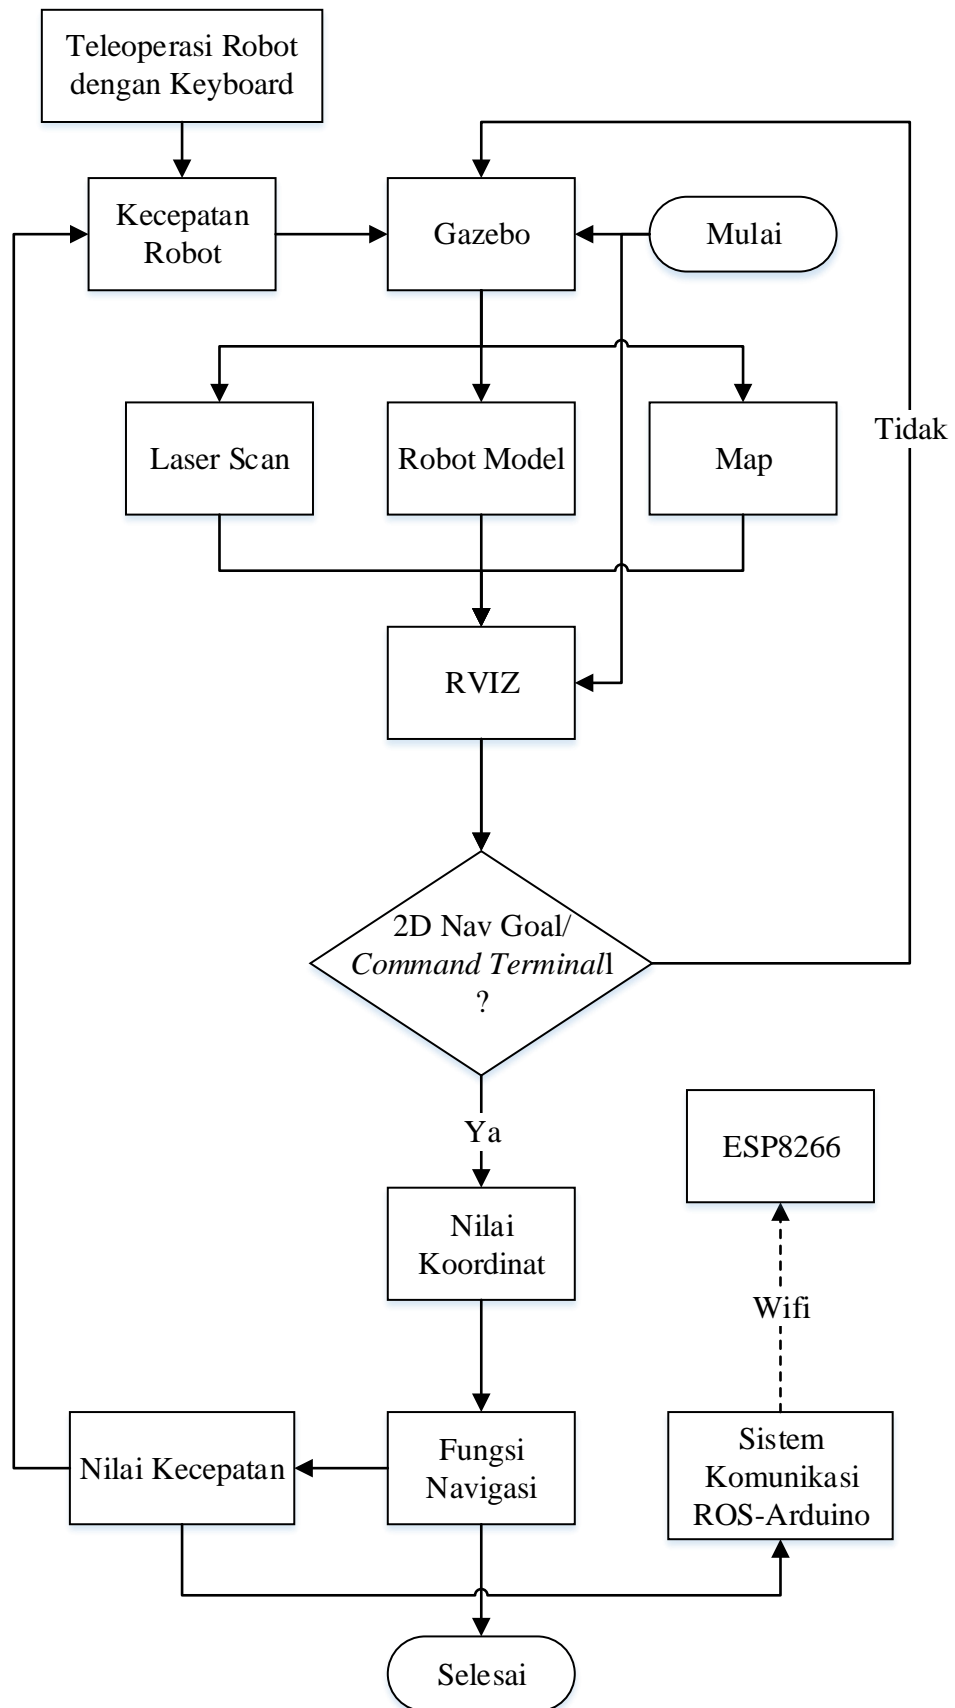 Teleoperasi Robot
dengan Keyboard
Kecepatan
Robot
Gazebo
Mulai
Laser Scan
Robot Model
Map
Tidak
RVIZ
2D Nav Goal/
Command Terminall
?
Ya
ESP8266
Nilai
Koordinat
Wifi
Nilai Kecepatan
Fungsi
Navigasi
Sistem
Komunikasi
ROS-Arduino
Selesai